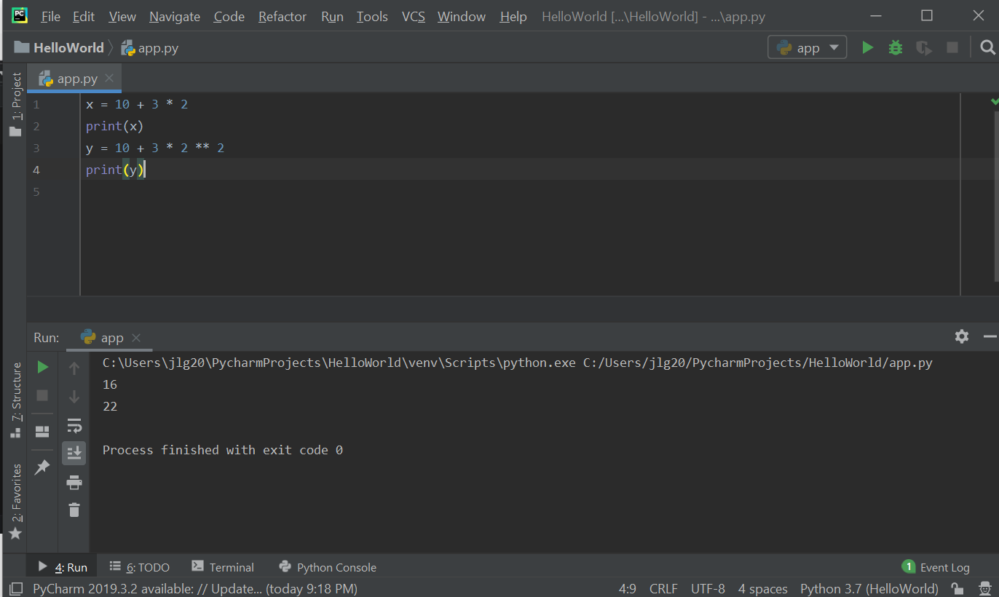 PC File Edit View Navigate Code Refactor Run Tools VCS Window Help HelloWorld [...\HelloWorld] - ...\app.py
HelloWorld app.py app
1: Project
app.py
1 x = 10 + 3 * 2
2 print(x)
3 y = 10 + 3 * 2 ** 2
4 print(y)
5
Run: app
C:\Users\jlg20\PycharmProjects\HelloWorld\venv\Scripts\python.exe C:/Users/jlg20/PycharmProjects/HelloWorld/app.py
16
22
Process finished with exit code 0
7: Structure
2: Favorites
4: Run 6: TODO Terminal Python Console 1 Event Log
PyCharm 2019.3.2 available: // Update... (today 9:18 PM) 4:9 CRLF UTF-8 4 spaces Python 3.7 (HelloWorld)